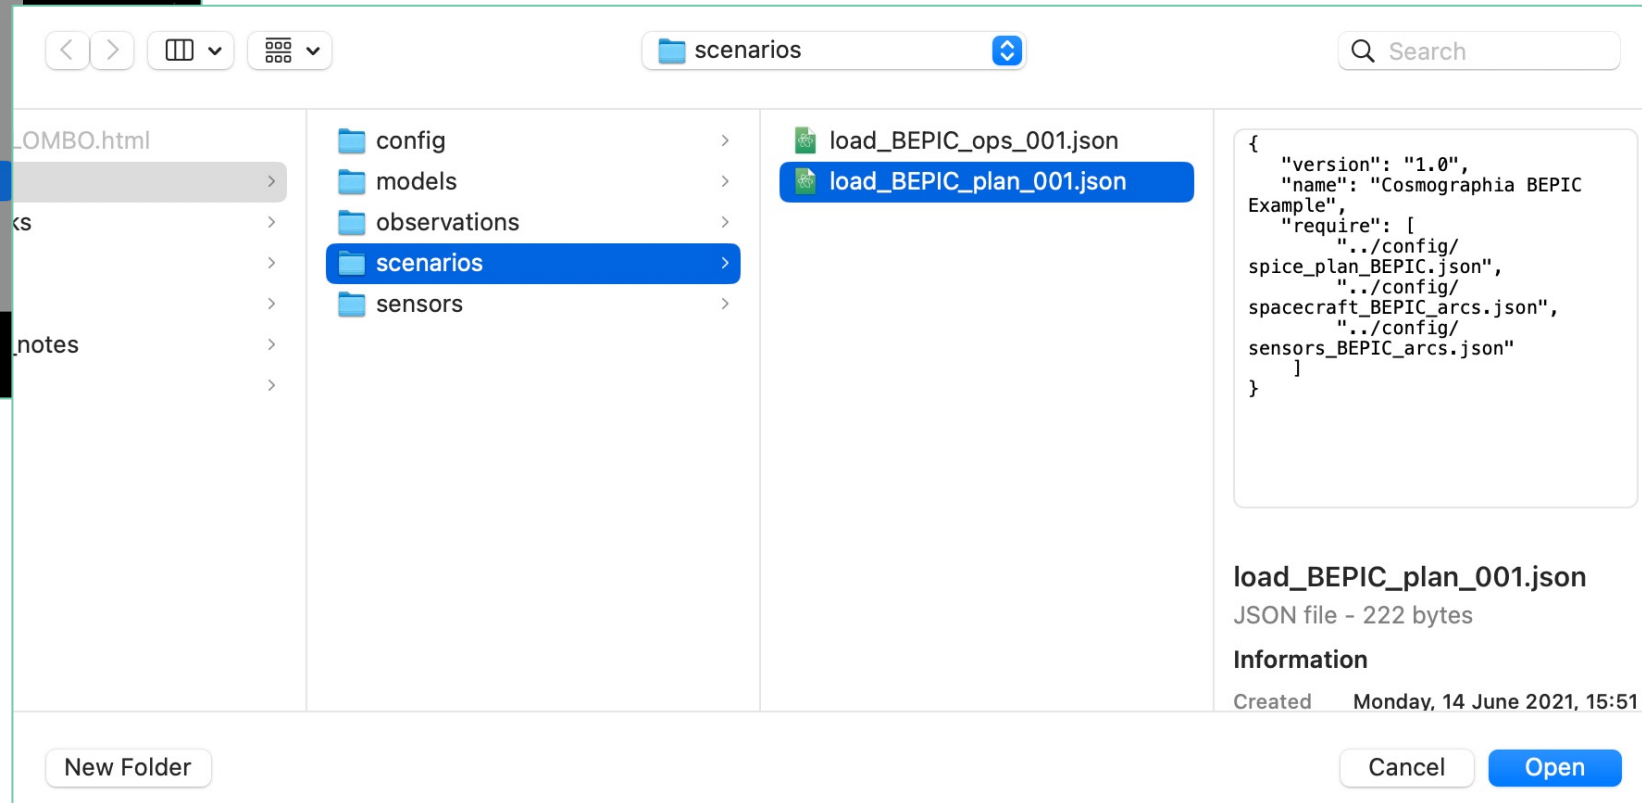 scenarios
Search
LOMBO.html
ks
_notes
config
models
observations
scenarios
sensors
load_BEPIC_ops_001.json
load_BEPIC_plan_001.json
{
"version": "1.0",
"name": "Cosmographia BEPIC
Example",
"require": [
"../config/
spice_plan_BEPIC.json",
"../config/
spacecraft_BEPIC_arcs.json",
"../config/
sensors_BEPIC_arcs.json"
]
}
load_BEPIC_plan_001.json
JSON file - 222 bytes
Information
Created Monday, 14 June 2021, 15:51
New Folder
Cancel
Open